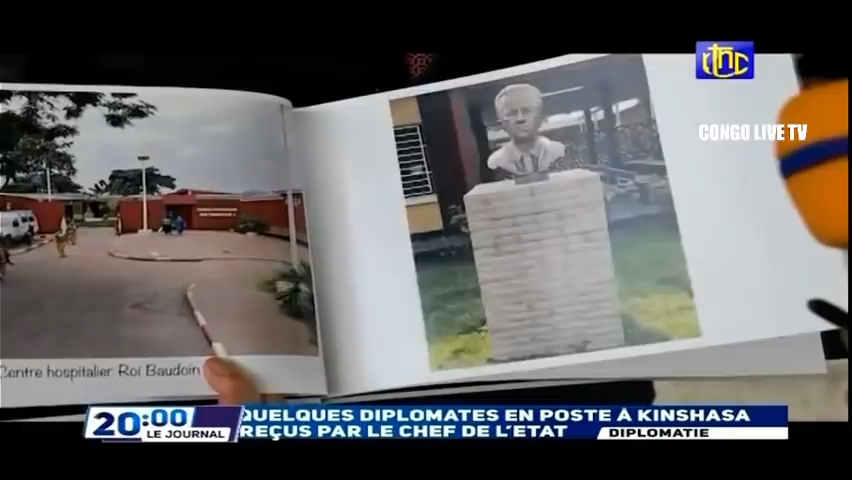 rtnc
CONGO LIVE TV
Centre hospitalier Roi Baudoin
20:00
LE JOURNAL
QUELQUES DIPLOMATES EN POSTE À KINSHASA
REÇUS PAR LE CHEF DE L'ETAT
DIPLOMATIE